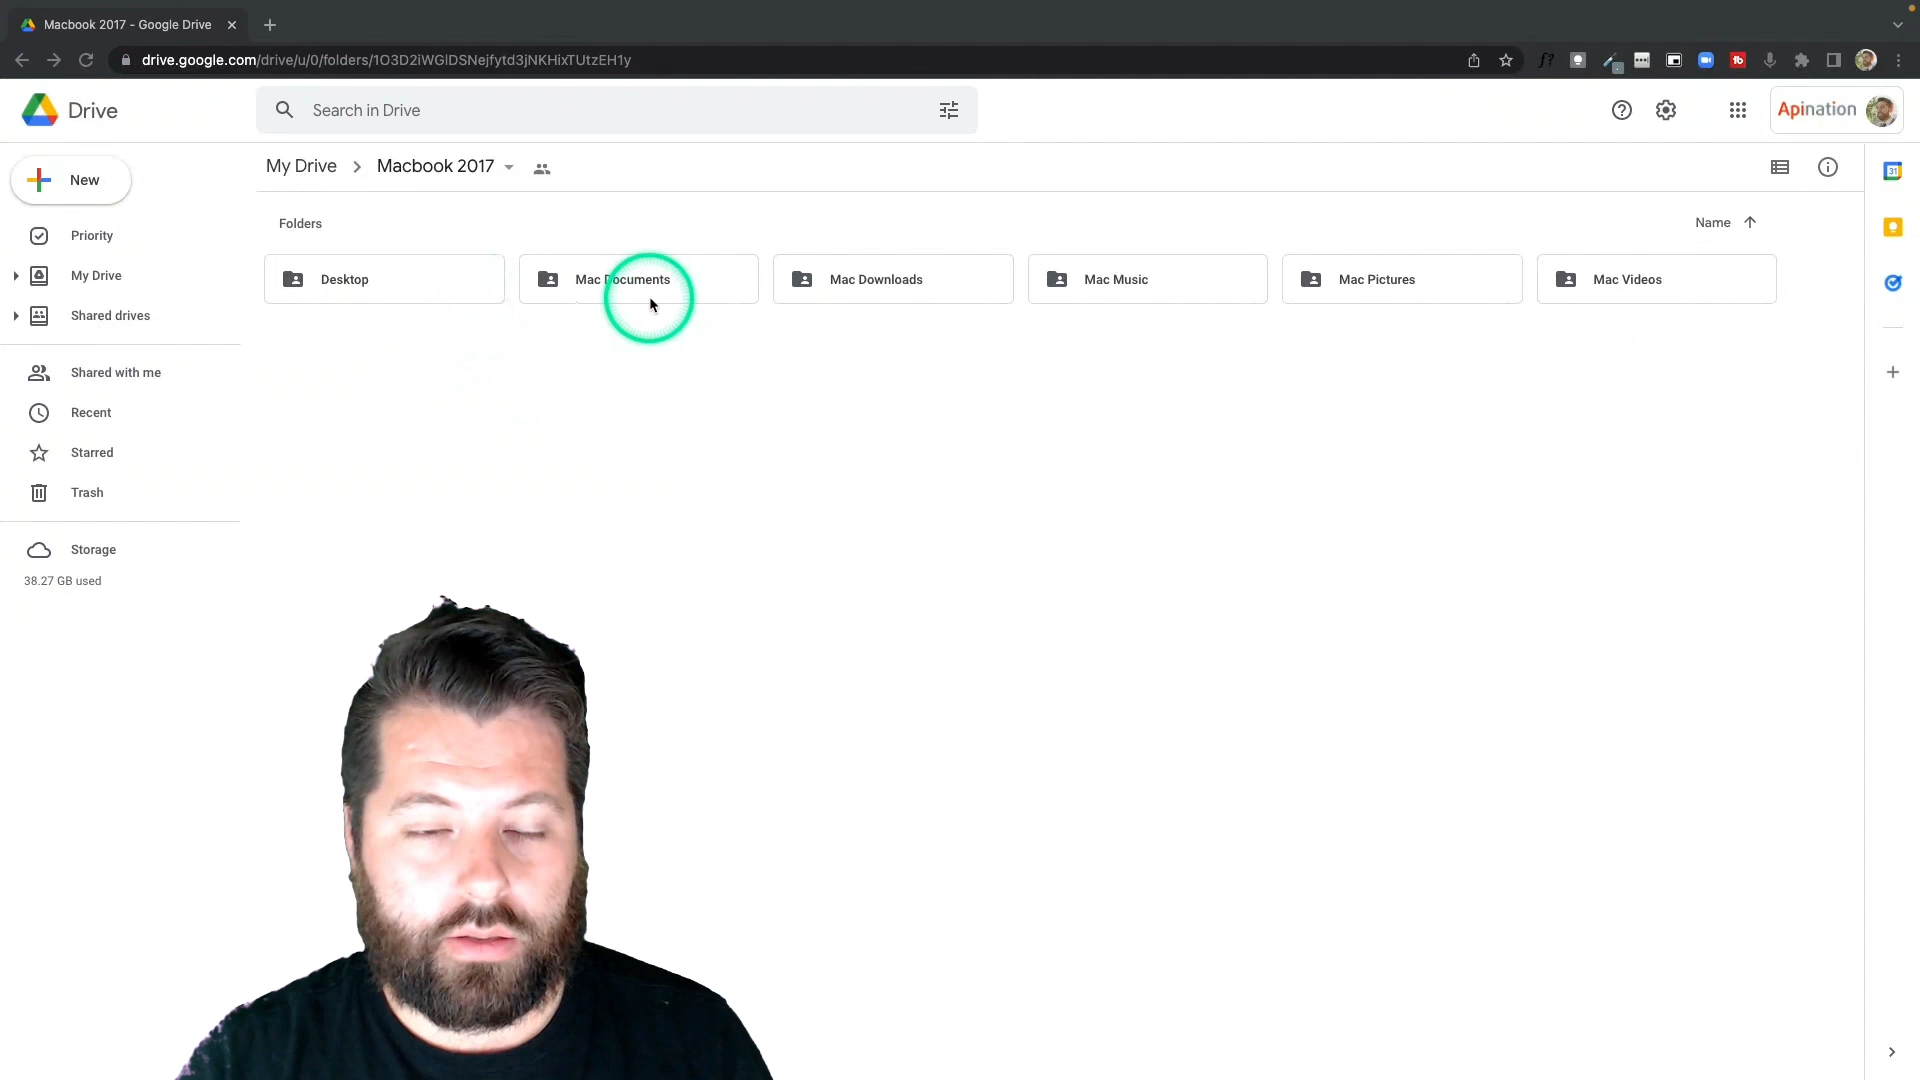 Macbook 2017 - Google Drive
drive.google.com/drive/u/0/folders/1O3D2iWGlDSNejfytd3jNKHixTUtzEH1y
Drive
Search in Drive
Apination
New
My Drive
Macbook 2017
Priority
My Drive
Shared drives
Shared with me
Recent
Starred
Trash
Storage
38.27 GB used
Folders
Name
Desktop
Mac Documents
Mac Downloads
Mac Music
Mac Pictures
Mac Videos
31